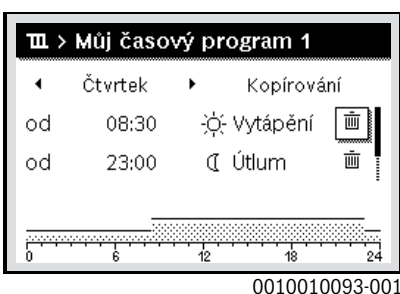 > Můj časový program 1
Čtvrtek Kopírování
od 08:30 Vytápění
od 23:00 Útlum
0 6 12 18 24
0010010093-001